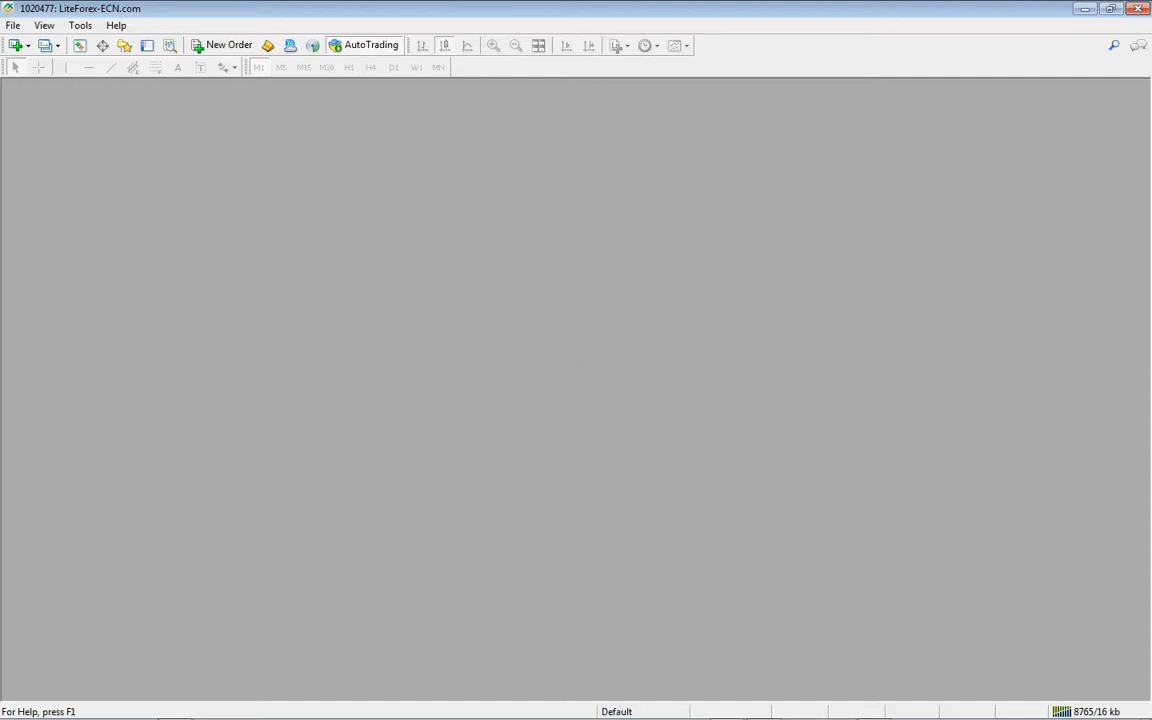 1020477: LiteForex-ECN.com
File View Tools Help
New Order AutoTrading
A T M1 M5 M15 M30 H1 H4 D1 W1 MN
For Help, press F1 Default 8765/16 kb